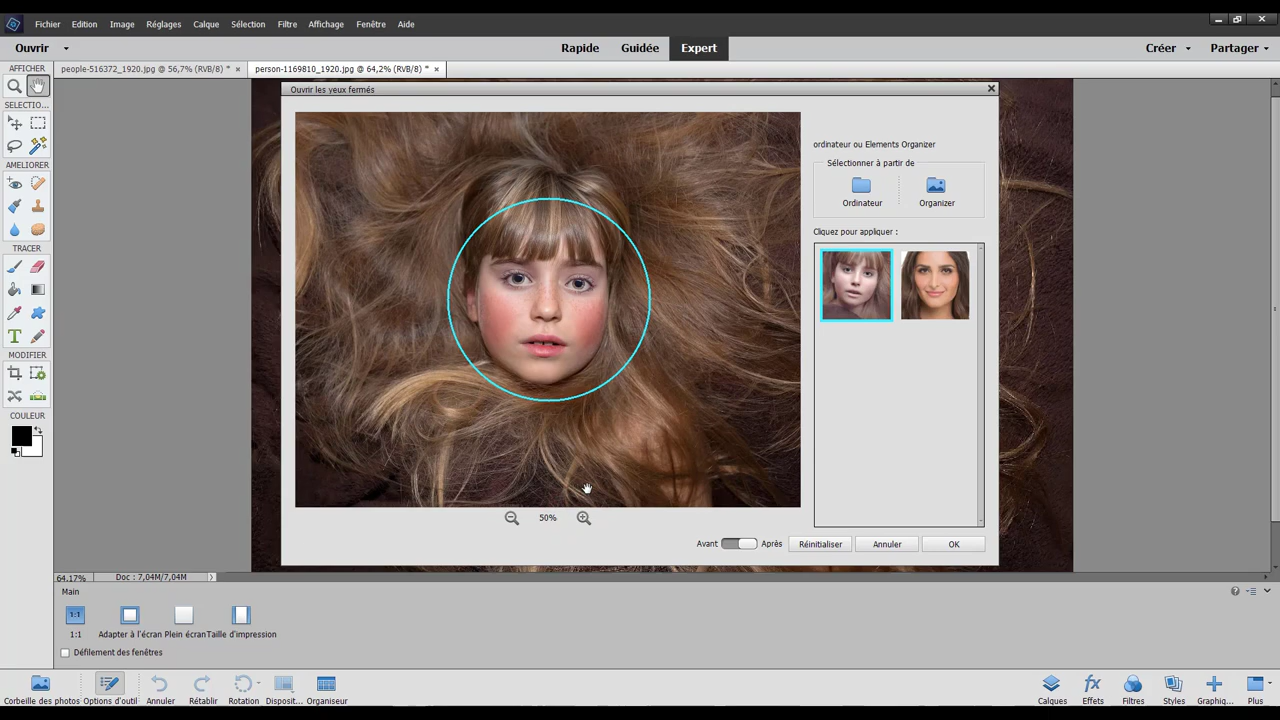 Fichier Edition Image Réglages Calque Sélection Filtre Affichage Fenêtre Aide
Ouvrir Rapide Guidée Expert Créer Partager
AFFICHER people-516372_1920.jpg @ 56,7% (RVB/8) * × person-1169810_1920.jpg @ 64,2% (RVB/8) * ×
Ouvrir les yeux fermés
SELECTIO...
ordinateur ou Elements Organizer
Sélectionner à partir de
AMELIORER
Ordinateur Organizer
Cliquez pour appliquer :
TRACER
MODIFIER
COULEUR
50%
Avant Après Réinitialiser Annuler OK
64.17% Doc : 7,04M/7,04M
Main
1:1
1:1 Adapter à l'écran Plein écran Taille d'impression
Défilement des fenêtres
Corbeille des photos Options d'outil Annuler Rétablir Rotation Disposit... Organiseur Calques Effets Filtres Styles Graphiq... Plus